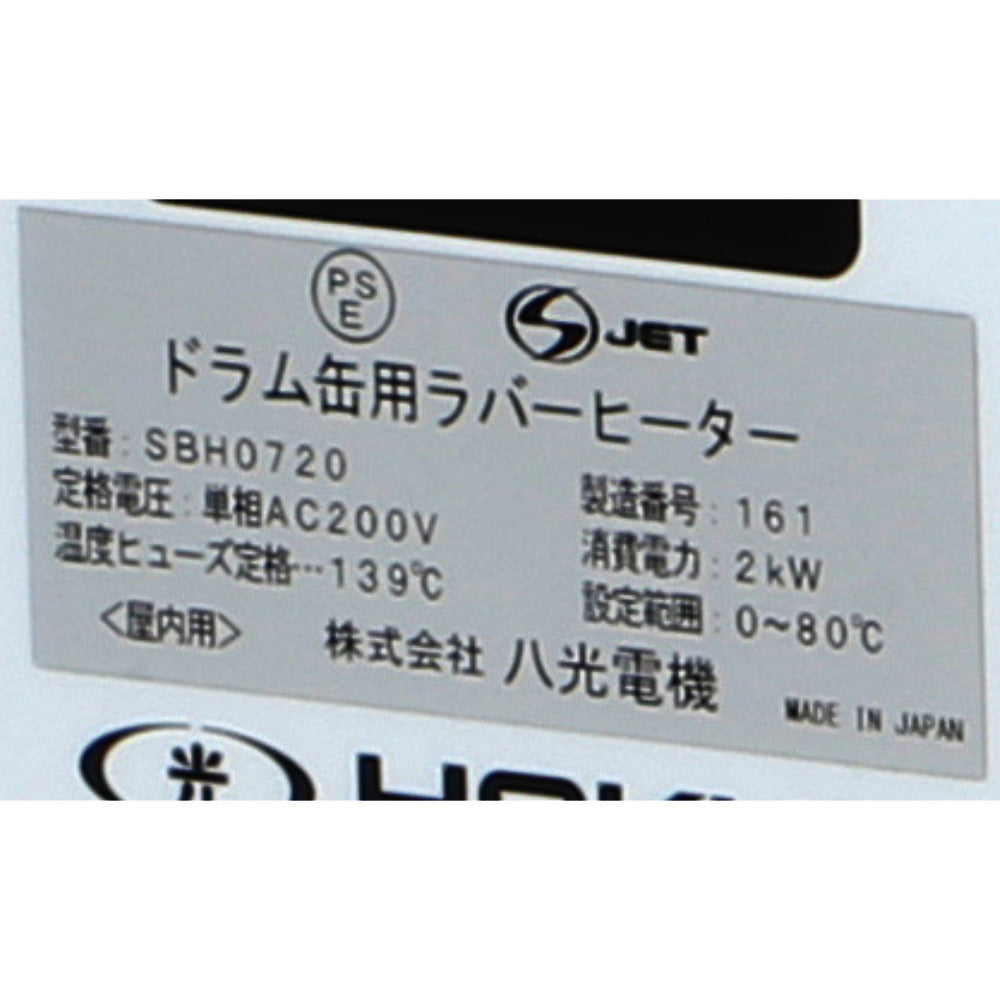 PS
E
S JET
ドラム缶用ラバーヒーター
型番：SBH0720
製造番号：161
定格電圧：単相AC200V
消費電力：2kW
温度ヒューズ定格…139℃
設定範囲：0～80℃
<屋内用>
株式会社 八光電機
MADE IN JAPAN
光